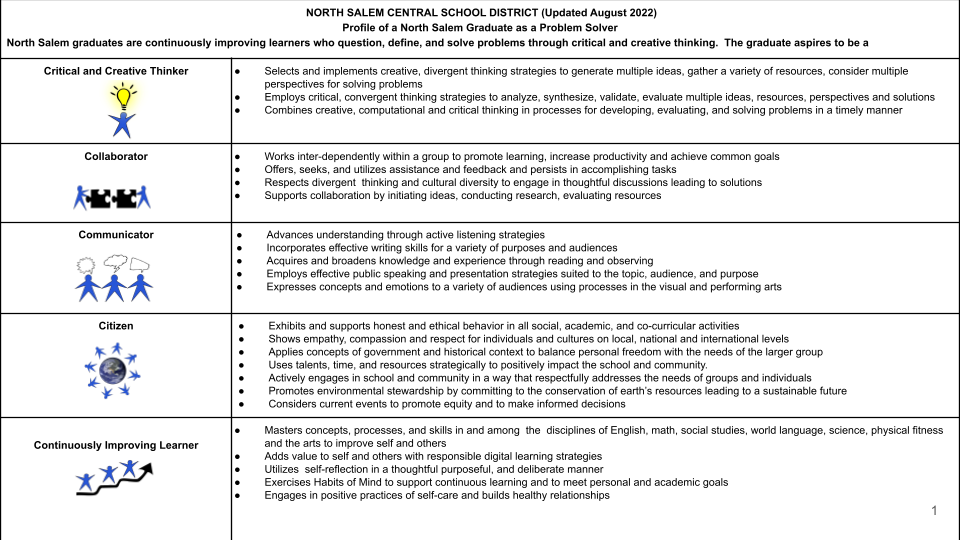 NORTH SALEM CENTRAL SCHOOL DISTRICT (Updated August 2022)
Profile of a North Salem Graduate as a Problem Solver
North Salem graduates are continuously improving learners who question, define, and solve problems through critical and creative thinking.  The graduate aspires to be a
Critical and Creative Thinker
● Selects and implements creative, divergent thinking strategies to generate multiple ideas, gather a variety of resources, consider multiple
perspectives for solving problems
● Employs critical, convergent thinking strategies to analyze, synthesize, validate, evaluate multiple ideas, resources, perspectives and solutions
● Combines creative, computational and critical thinking in processes for developing, evaluating, and solving problems in a timely manner
Collaborator
● Works inter-dependently within a group to promote learning, increase productivity and achieve common goals
● Offers, seeks, and utilizes assistance and feedback and persists in accomplishing tasks
● Respects divergent  thinking and cultural diversity to engage in thoughtful discussions leading to solutions
● Supports collaboration by initiating ideas, conducting research, evaluating resources
Communicator
● Advances understanding through active listening strategies
● Incorporates effective writing skills for a variety of purposes and audiences
● Acquires and broadens knowledge and experience through reading and observing
● Employs effective public speaking and presentation strategies suited to the topic, audience, and purpose
● Expresses concepts and emotions to a variety of audiences using processes in the visual and performing arts
Citizen
● Exhibits and supports honest and ethical behavior in all social, academic, and co-curricular activities
● Shows empathy, compassion and respect for individuals and cultures on local, national and international levels
● Applies concepts of government and historical context to balance personal freedom with the needs of the larger group
● Uses talents, time, and resources strategically to positively impact the school and community.
● Actively engages in school and community in a way that respectfully addresses the needs of groups and individuals
● Promotes environmental stewardship by committing to the conservation of earth's resources leading to a sustainable future
● Considers current events to promote equity and to make informed decisions
Continuously Improving Learner
● Masters concepts, processes, and skills in and among  the  disciplines of English, math, social studies, world language, science, physical fitness
and the arts to improve self and others
● Adds value to self and others with responsible digital learning strategies
● Utilizes  self-reflection in a thoughtful purposeful, and deliberate manner
● Exercises Habits of Mind to support continuous learning and to meet personal and academic goals
● Engages in positive practices of self-care and builds healthy relationships
1